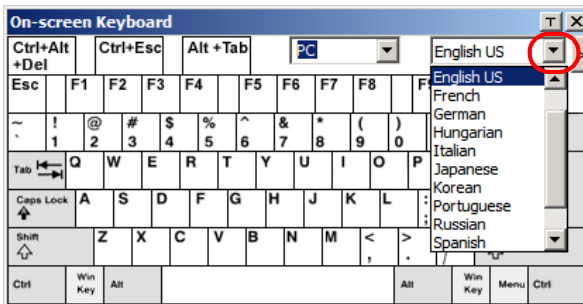 On-screen Keyboard T X
Ctrl+Alt +Del Ctrl+Esc Alt +Tab PC English US
Esc F1 F2 F3 F4 F5 F6 F7 F8
English US
French
German
Hungarian
Italian
Japanese
Korean
Portuguese
Russian
Spanish
~ ! @ # $ % ^ & * ( )
` 1 2 3 4 5 6 7 8 9 0
Tab Q W E R T Y U I O P
Caps Lock A S D F G H J K L : ;
Shift Z X C V B N M < , > . /
Ctrl Win Key Alt Alt Win Key Menu Ctrl